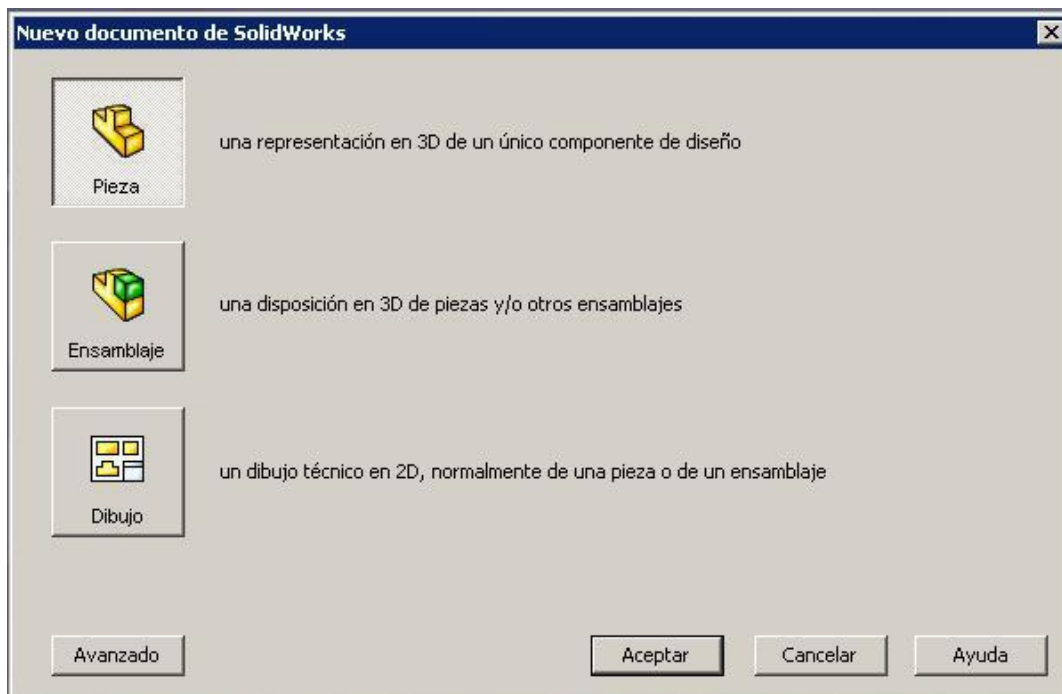 Nuevo documento de SolidWorks
Pieza
una representación en 3D de un único componente de diseño
Ensamblaje
una disposición en 3D de piezas y/o otros ensamblajes
Dibujo
un dibujo técnico en 2D, normalmente de una pieza o de un ensamblaje
Avanzado
Aceptar
Cancelar
Ayuda